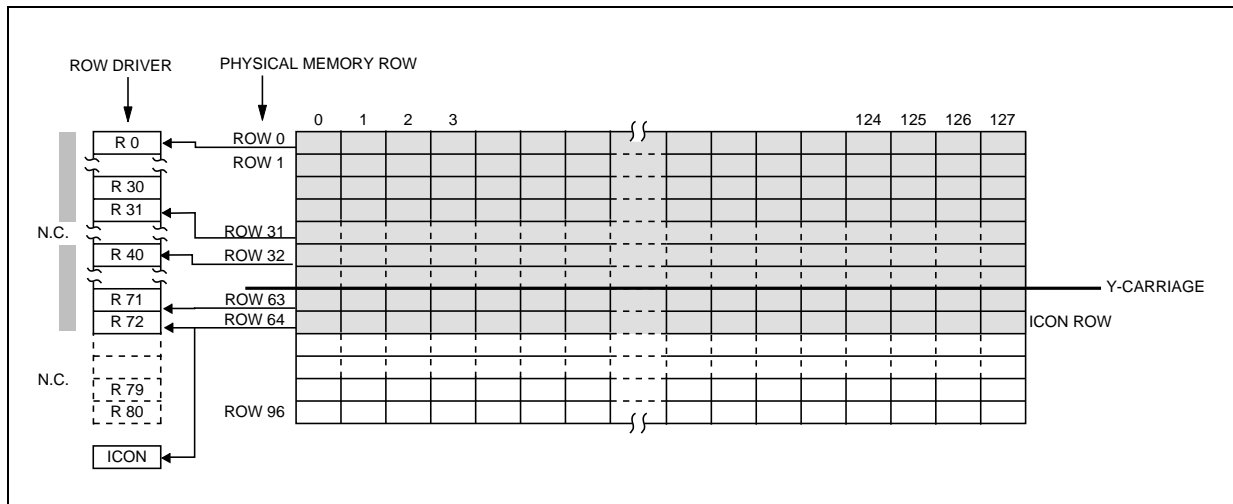 ROW DRIVER PHYSICAL MEMORY ROW
0 1 2 3 124 125 126 127
R 0 ROW 0
ROW 1
R 30
R 31
N.C. ROW 31
R 40 ROW 32
Y-CARRIAGE
R 71 ROW 63
R 72 ROW 64 ICON ROW
N.C.
R 79
R 80 ROW 96
ICON